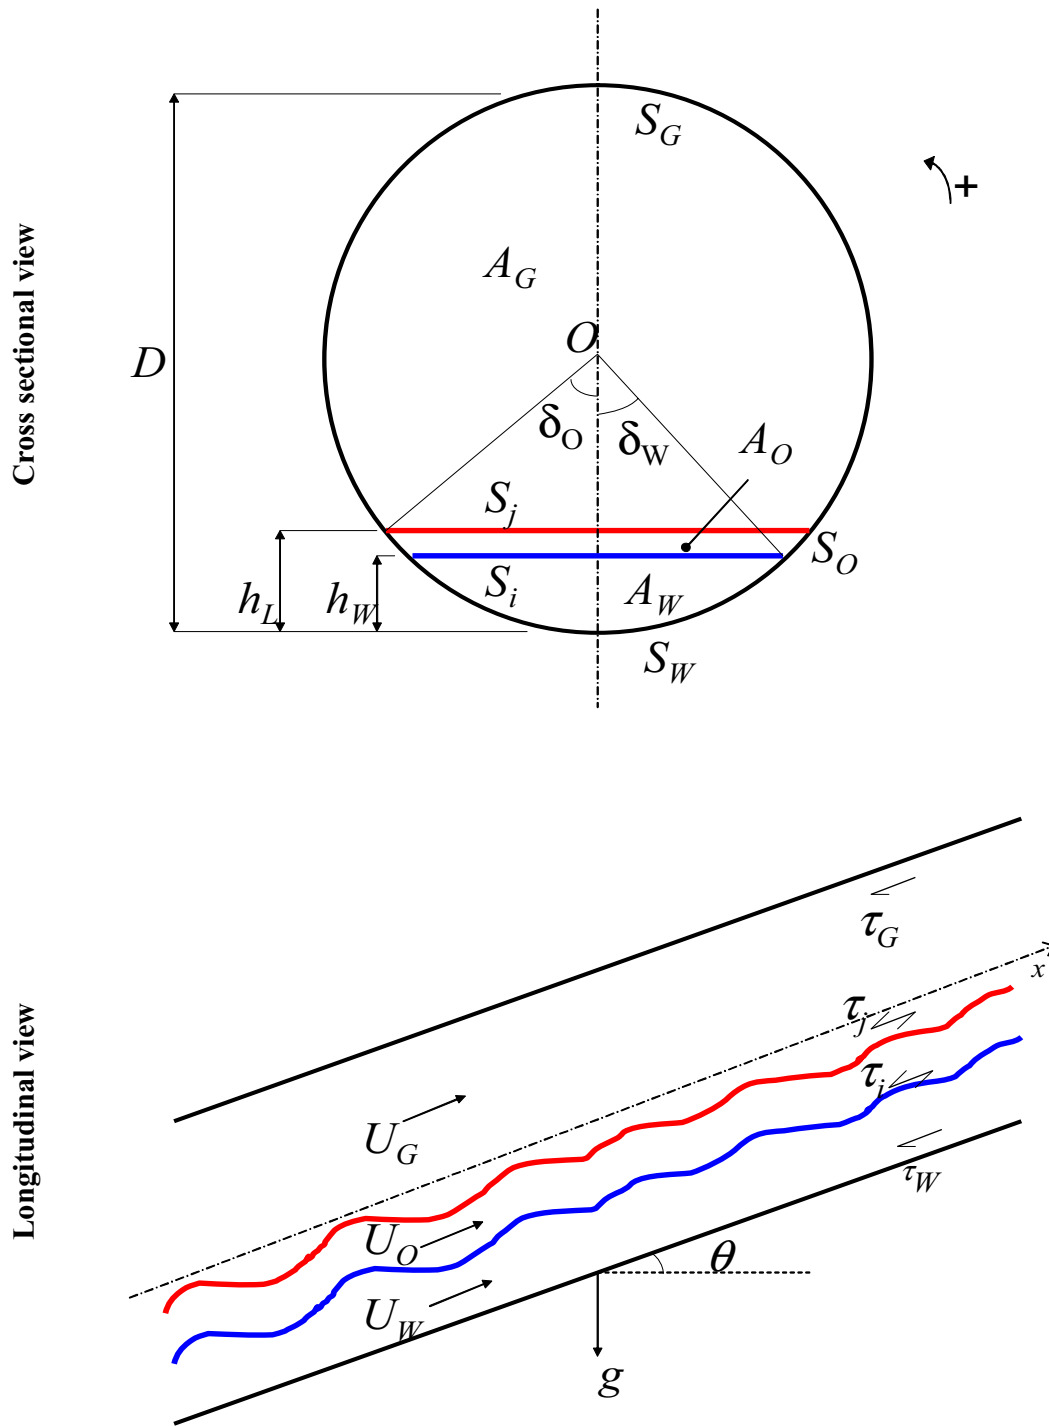 Cross sectional view
S_G
+
A_G
D
O
δ_O
δ_W
A_O
S_j
S_O
h_L
h_W
S_i
A_W
S_W
Longitudinal view
τ_G
x
τ_j
τ_i
U_G
τ_W
U_O
θ
U_W
g